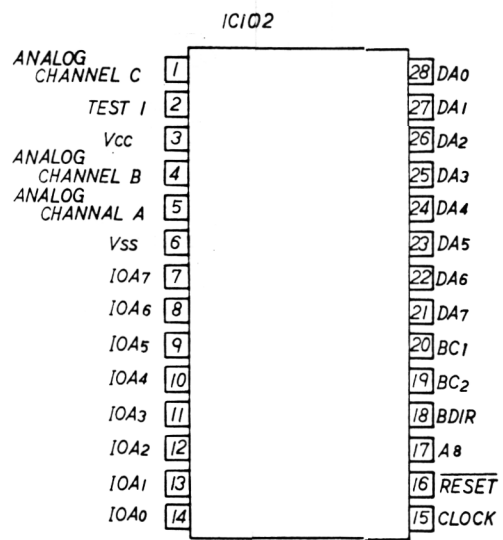 IC102
ANALOG
CHANNEL C 1
TEST 1 2
Vcc 3
ANALOG
CHANNEL B 4
ANALOG
CHANNAL A 5
Vss 6
IOA7 7
IOA6 8
IOA5 9
IOA4 10
IOA3 11
IOA2 12
IOA1 13
IOA0 14
28 DA0
27 DA1
26 DA2
25 DA3
24 DA4
23 DA5
22 DA6
21 DA7
20 BC1
19 BC2
18 BDIR
17 A8
16 RESET
15 CLOCK